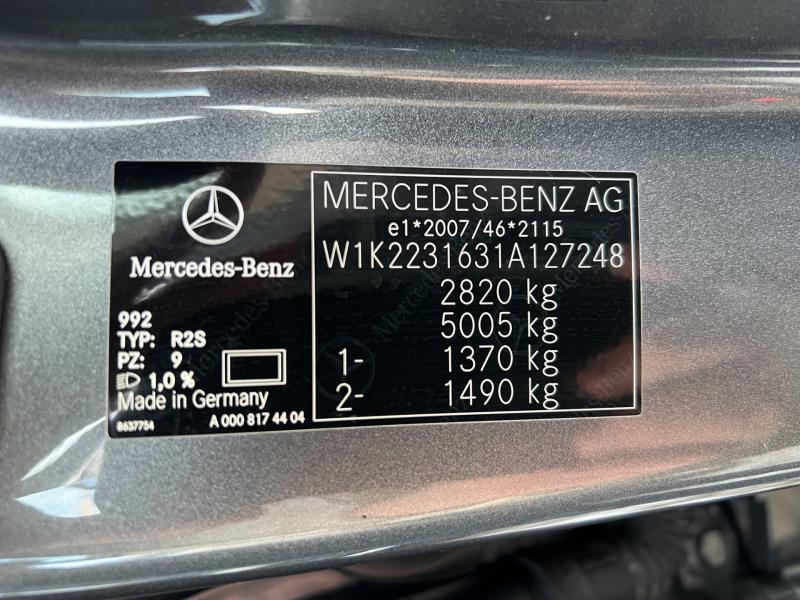 Mercedes-Benz
992
TYP: R2S
PZ: 9
1,0 %
Made in Germany
8637754
A 000 817 44 04
MERCEDES-BENZ AG
e1*2007/46*2115
W1K2231631A127248
2820 kg
5005 kg
1- 1370 kg
2- 1490 kg